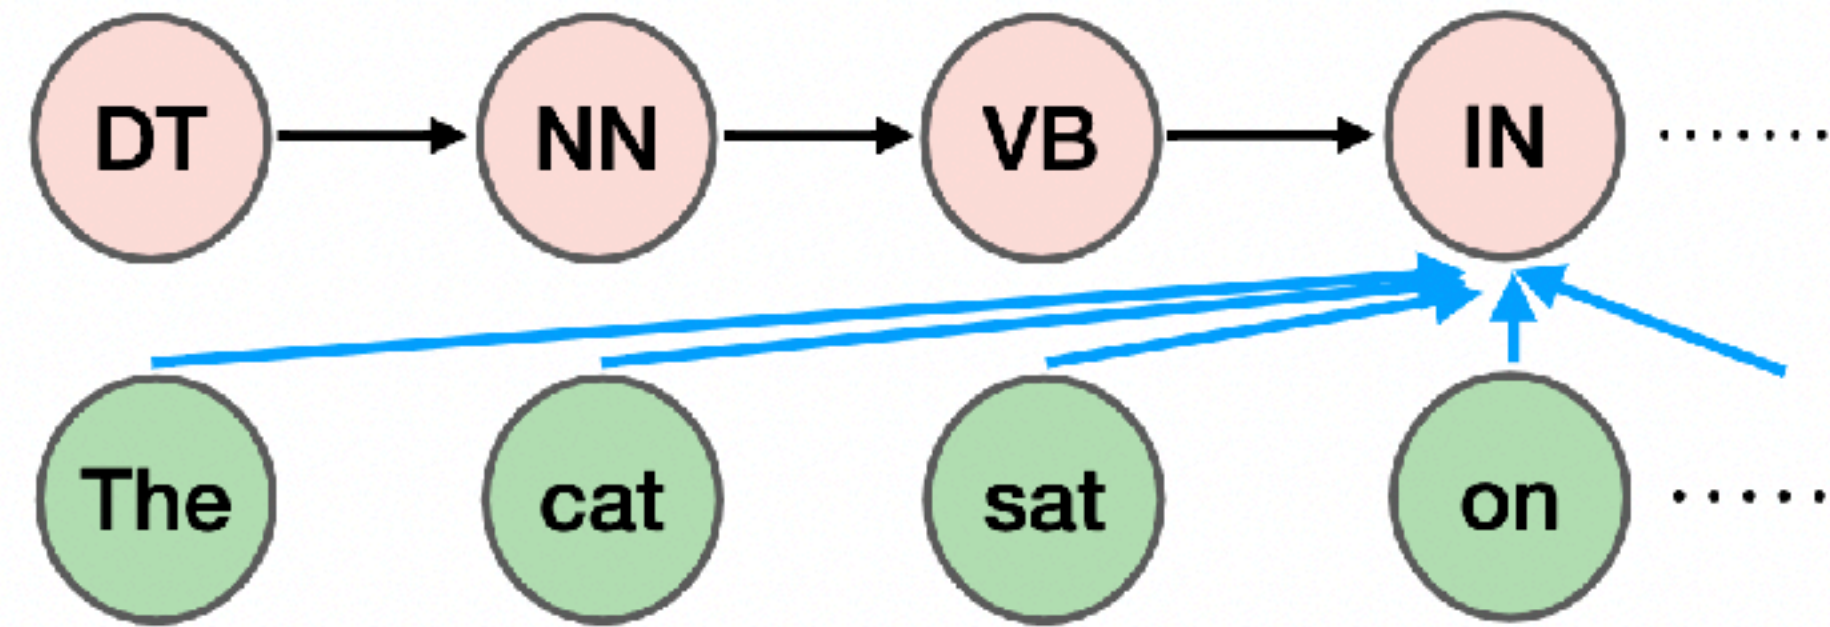 DT NN VB IN .......
The cat sat on .....